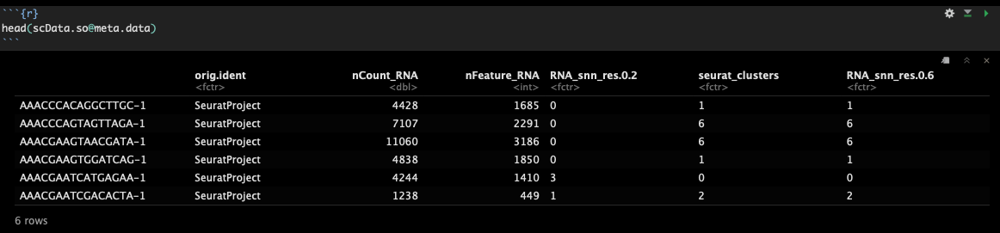 ```{r}
head(scData.so@meta.data)
```
orig.ident nCount_RNA nFeature_RNA RNA_snn_res.0.2 seurat_clusters RNA_snn_res.0.6
<fctr> <dbl> <int> <fctr> <fctr> <fctr>
AAACCCACAGGCTTGC-1 SeuratProject 4428 1685 0 1 1
AAACCCAGTAGTTAGA-1 SeuratProject 7107 2291 0 6 6
AAACGAAGTAACGATA-1 SeuratProject 11060 3186 0 6 6
AAACGAAGTGGATCAG-1 SeuratProject 4838 1850 0 1 1
AAACGAATCATGAGAA-1 SeuratProject 4244 1410 3 0 0
AAACGAATCGACACTA-1 SeuratProject 1238 449 1 2 2
6 rows